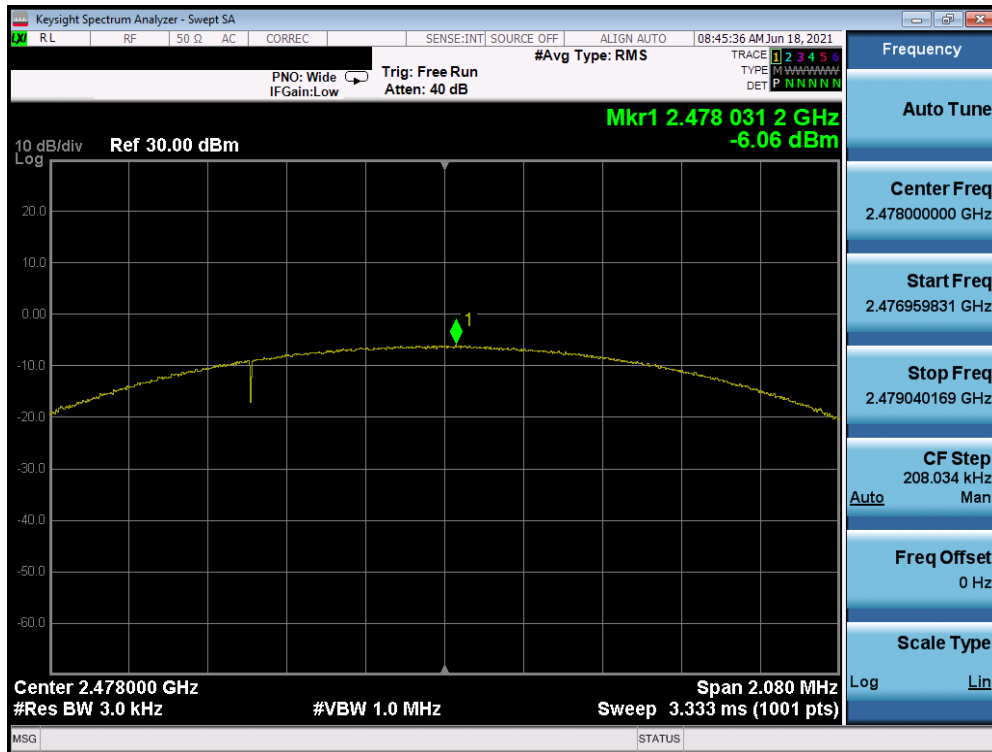 Keysight Spectrum Analyzer - Swept SA
LXI RL RF 50 Ω AC CORREC SENSE:INT SOURCE OFF ALIGN AUTO 08:45:36 AM Jun 18, 2021
Frequency
#Avg Type: RMS
TRACE 1 2 3 4 5 6
PNO: Wide Trig: Free Run TYPE M WWWWW
IFGain:Low Atten: 40 dB DET P N N N N N
Auto Tune
Mkr1 2.478 031 2 GHz
-6.06 dBm
10 dB/div Ref 30.00 dBm
Log
20.0
10.0
0.00
-10.0
-20.0
-30.0
-40.0
-50.0
-60.0
1
Center Freq
2.478000000 GHz
Start Freq
2.476959831 GHz
Stop Freq
2.479040169 GHz
CF Step
208.034 kHz
Auto Man
Freq Offset
0 Hz
Scale Type
Log Lin
Center 2.478000 GHz Span 2.080 MHz
#Res BW 3.0 kHz #VBW 1.0 MHz Sweep 3.333 ms (1001 pts)
MSG STATUS